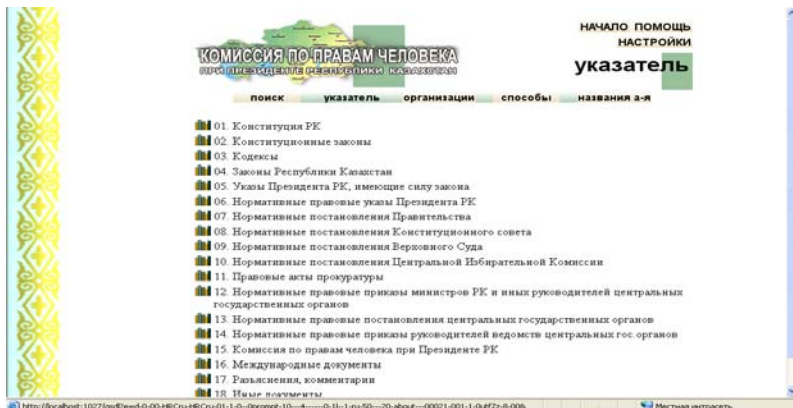 НАЧАЛО ПОМОЩЬ
НАСТРОЙКИ
КОМИССИЯ ПО ПРАВАМ ЧЕЛОВЕКА
ПРИ ПРЕЗИДЕНТЕ РЕСПУБЛИКИ КАЗАХСТАН
указатель
поиск указатель организации способы названия а-я
01. Конституция РК
02. Конституционные законы
03. Кодексы
04. Законы Республики Казахстан
05. Указы Президента РК, имеющие силу закона
06. Нормативные правовые указы Президента РК
07. Нормативные постановления Правительства
08. Нормативные постановления Конституционного совета
09. Нормативные постановления Верховного Суда
10. Нормативные постановления Центральной Избирательной Комиссии
11. Правовые акты прокуратуры
12. Нормативные правовые приказы министров РК и иных руководителей центральных
государственных органов
13. Нормативные правовые постановления центральных государственных органов
14. Нормативные правовые приказы руководителей ведомств центральных гос.органов
15. Комиссия по правам человека при Президенте РК
16. Международные документы
17. Разъяснения, комментарии
18. Иные документы
Местная интрасеть